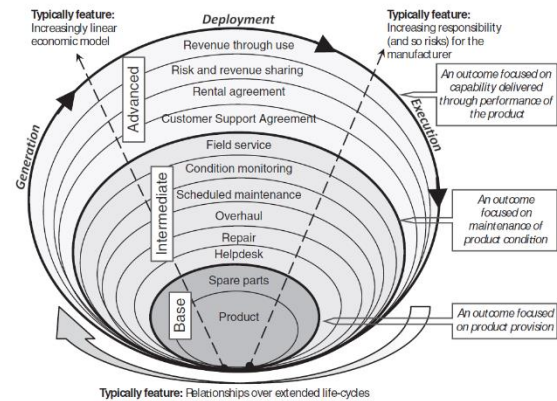 Deployment
Typically feature:
Increasingly linear
economic model
Typically feature:
Increasing responsibility
(and so risks) for the
manufacturer
Generation
Execution
Advanced
Revenue through use
Risk and revenue sharing
Rental agreement
Customer Support Agreement
An outcome focused on
capability delivered
through performance of
the product
Intermediate
Field service
Condition monitoring
Scheduled maintenance
Overhaul
Repair
Helpdesk
An outcome
focused on
maintenance of
product condition
Base
Spare parts
Product
An outcome focused
on product provision
Typically feature: Relationships over extended life-cycles